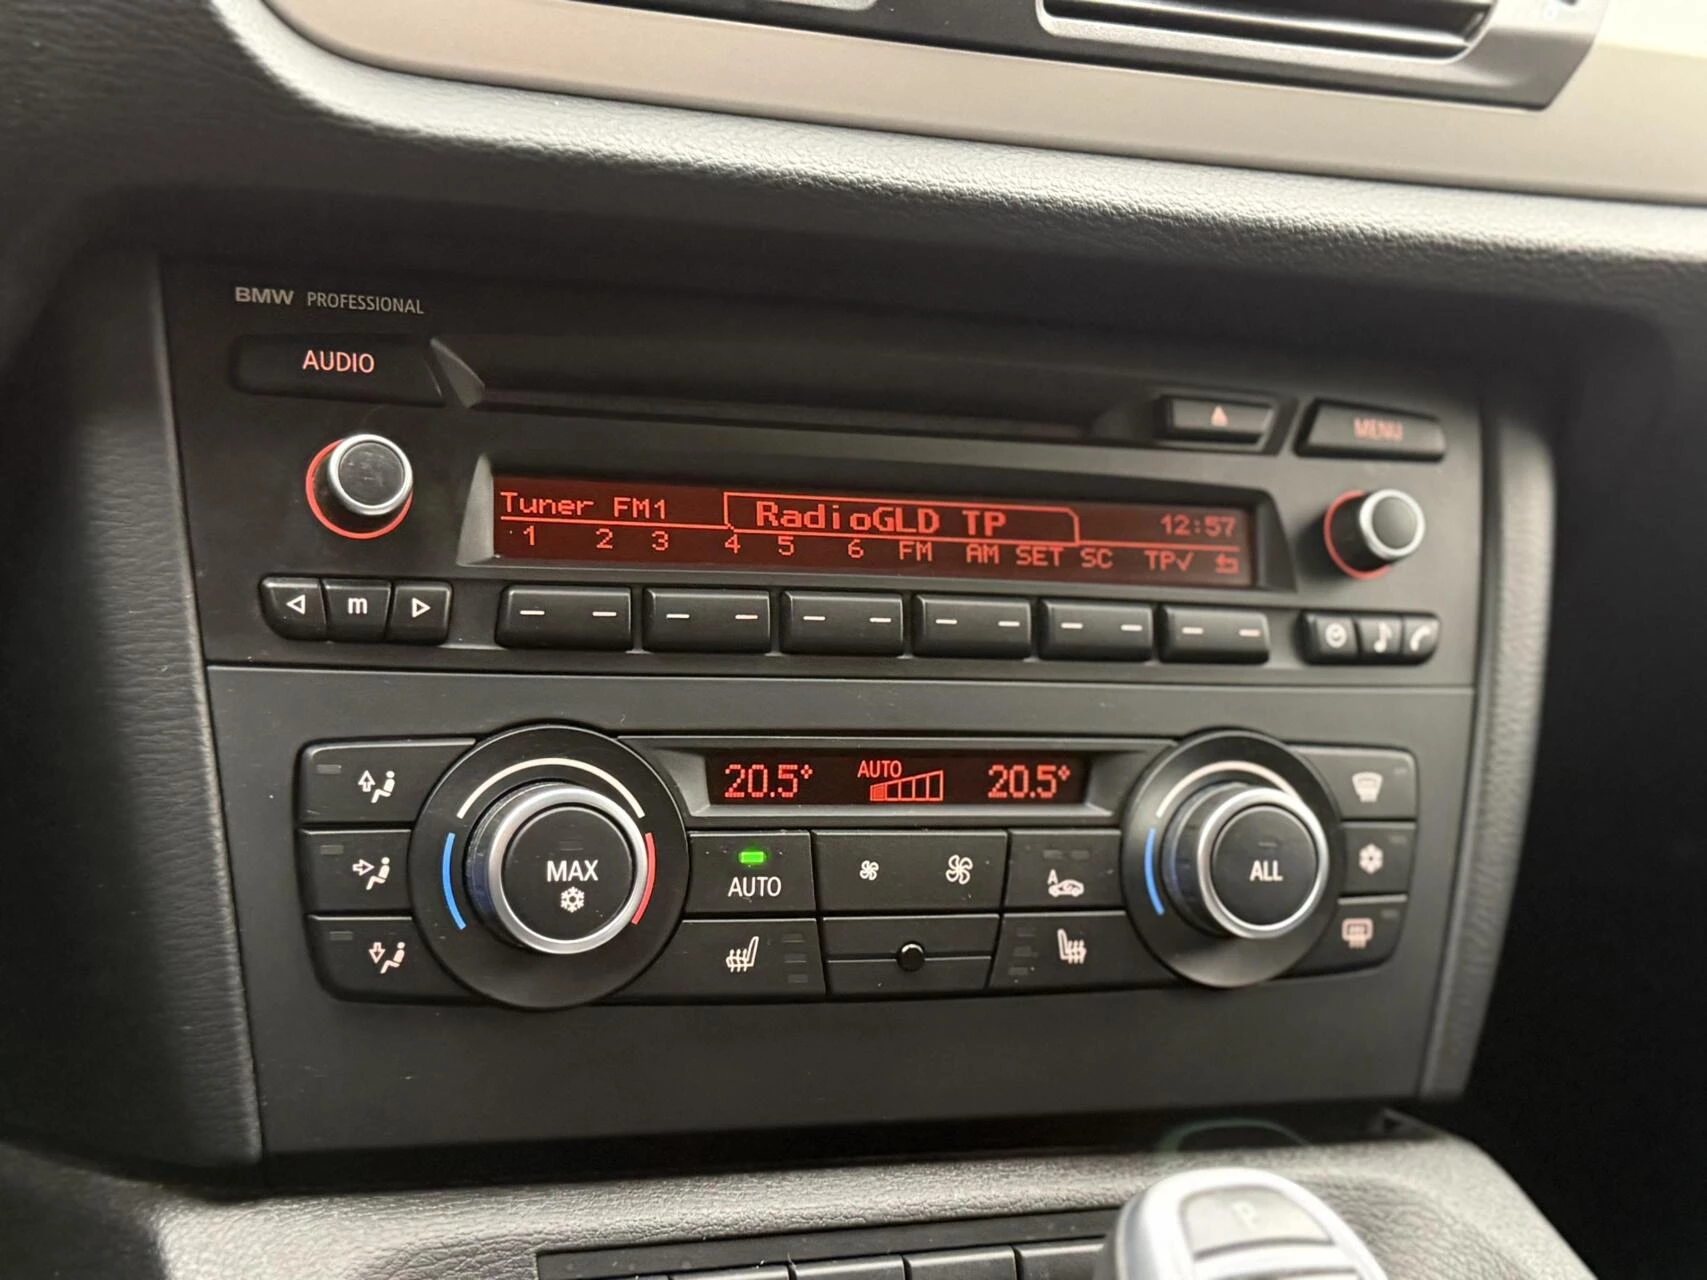 BMW PROFESSIONAL
AUDIO
MENU
Tuner FM1 RadioGLD TP 12:57
1 2 3 4 5 6 FM AM SET SC TP✓
m
20.5° AUTO 20.5°
MAX
AUTO
A
ALL
P